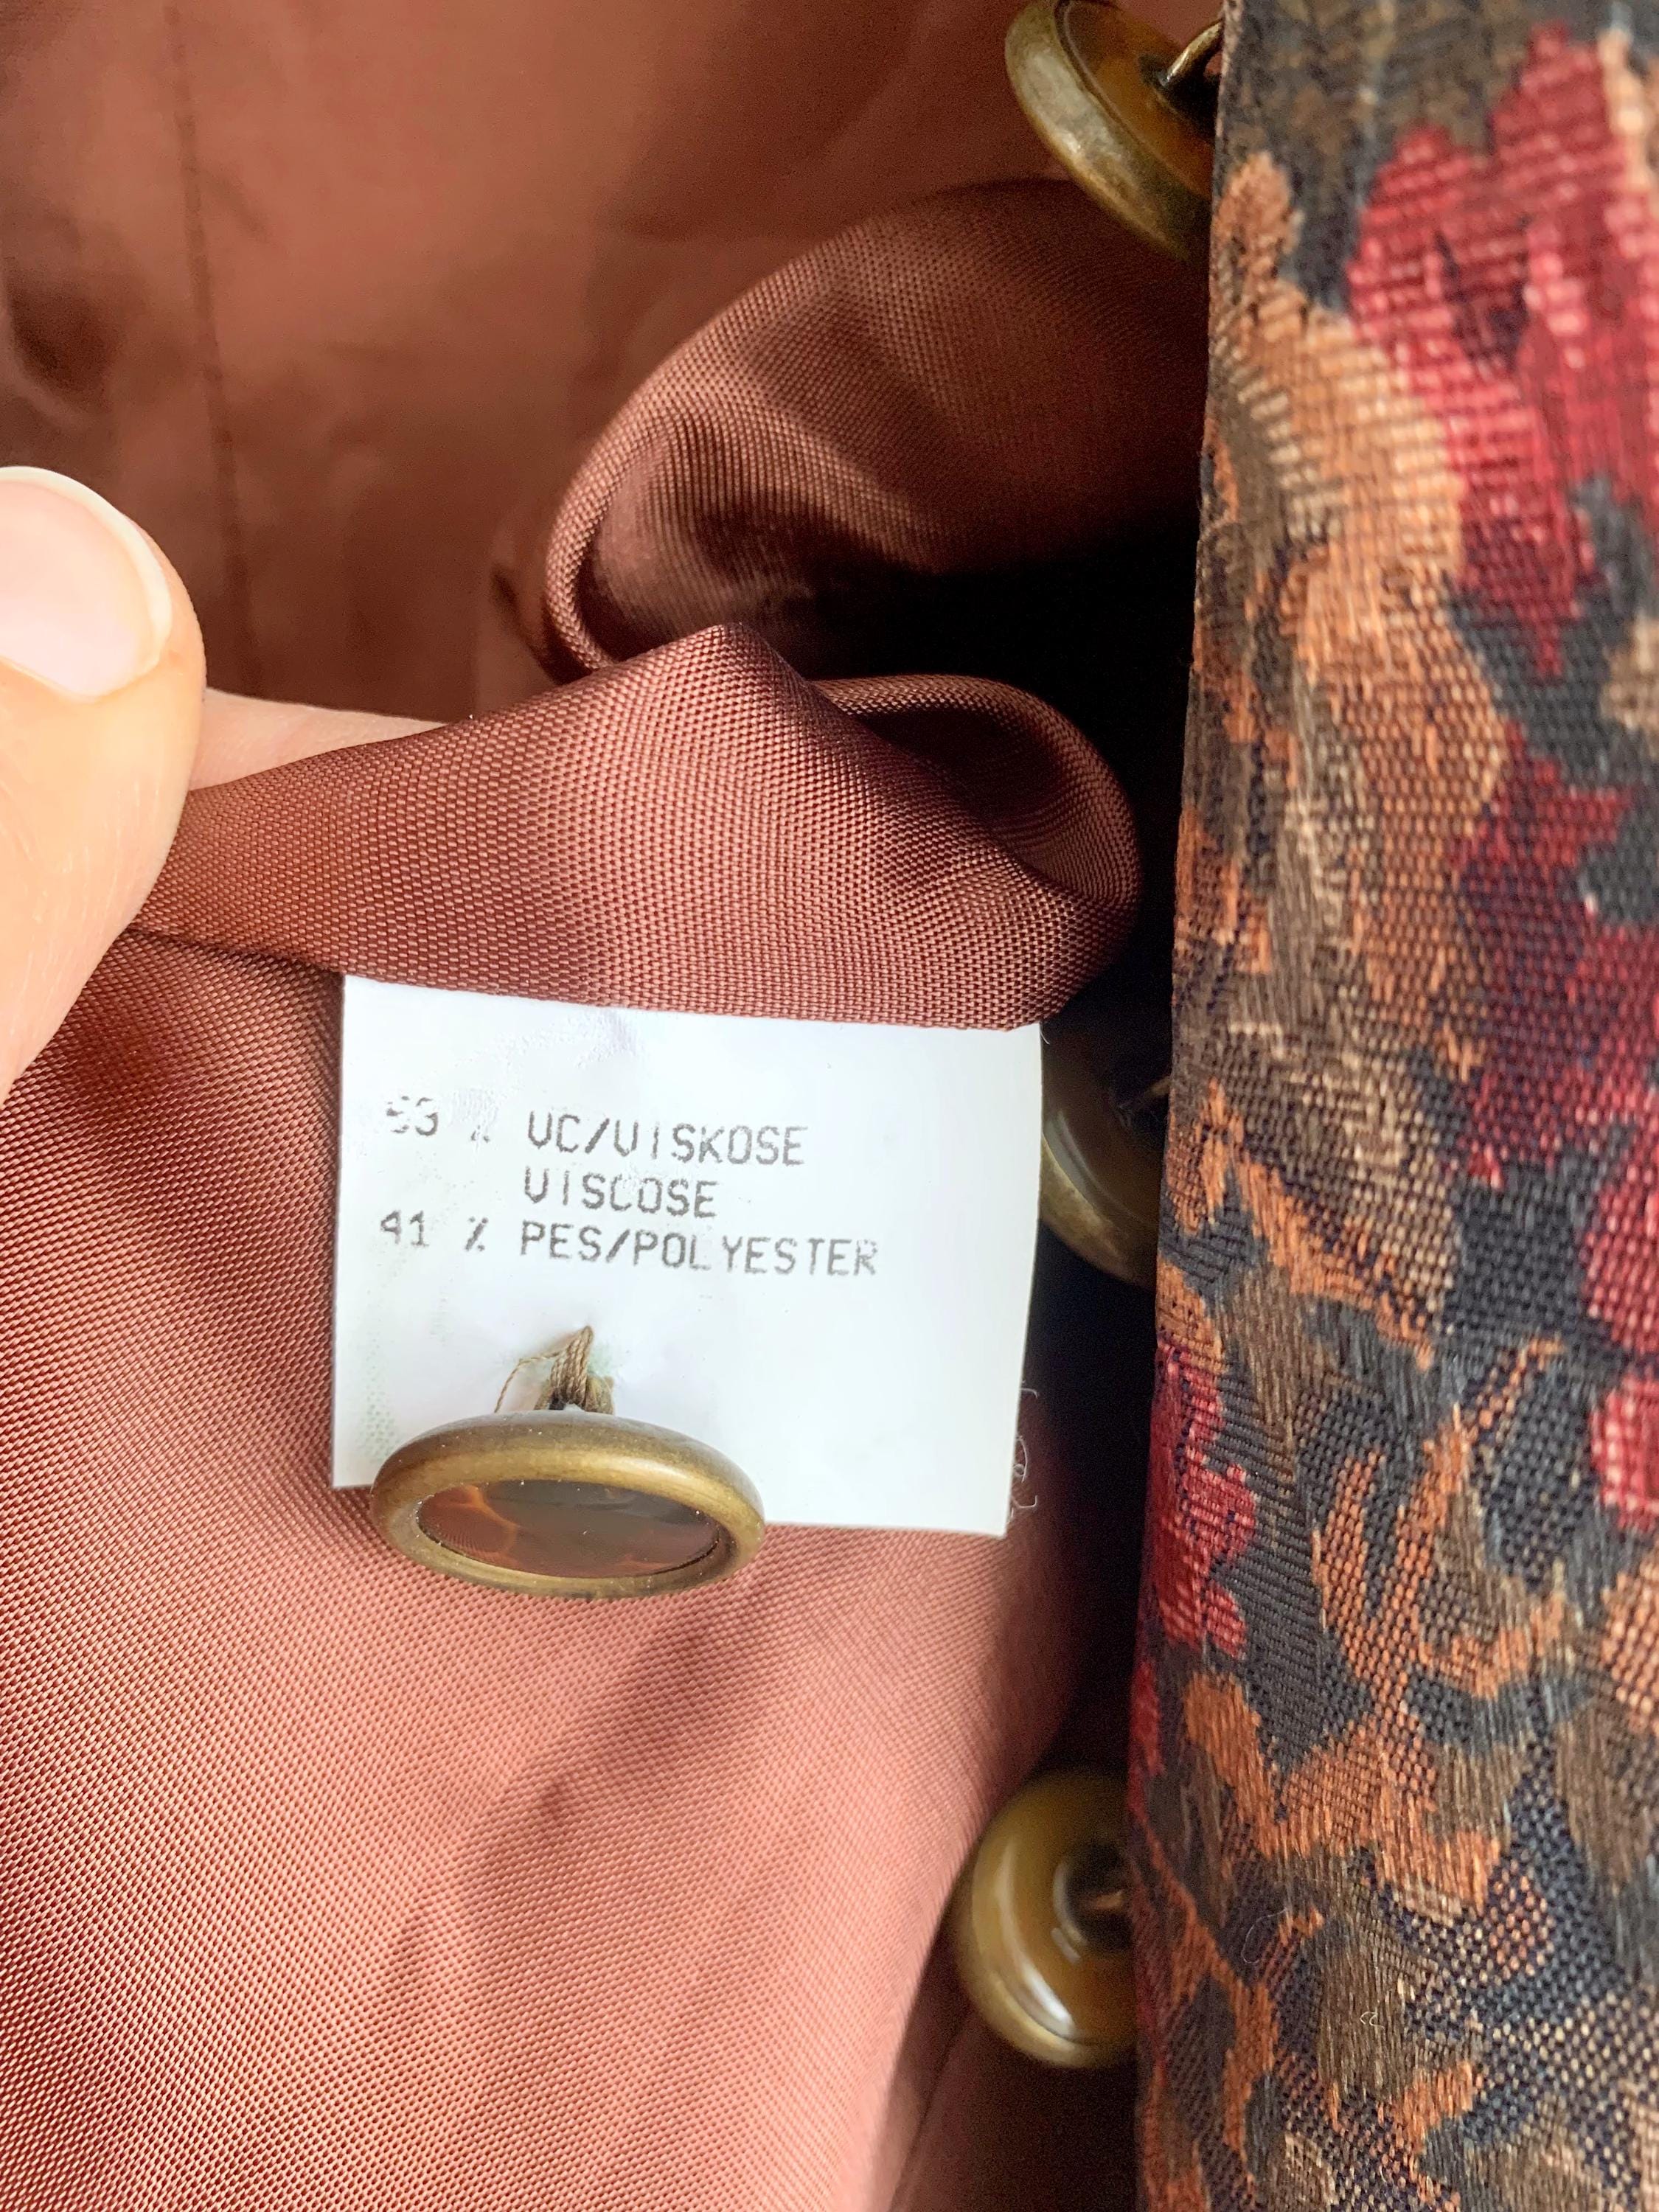 59 % VC/VISKOSE
VISCOSE
41 % PES/POLYESTER